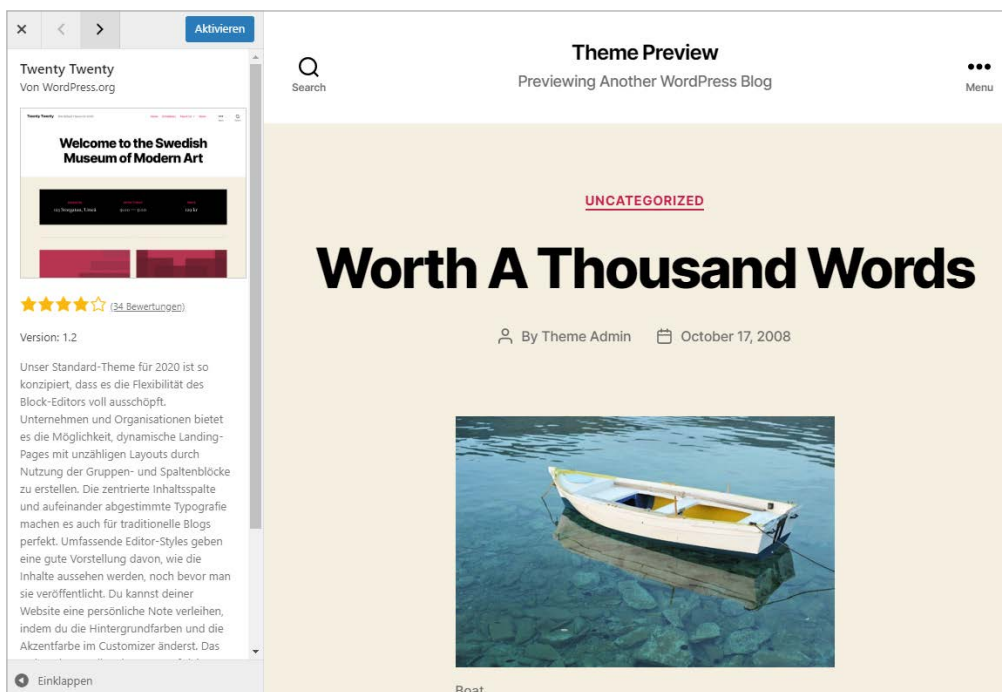 Aktivieren
Twenty Twenty
Von WordPress.org
Twenty Twenty
Welcome to the Swedish
Museum of Modern Art
(34 Bewertungen)
Version: 1.2
Unser Standard-Theme für 2020 ist so
konzipiert, dass es die Flexibilität des
Block-Editors voll ausschöpft.
Unternehmen und Organisationen bietet
es die Möglichkeit, dynamische Landing-
Pages mit unzähligen Layouts durch
Nutzung der Gruppen- und Spaltenblöcke
zu erstellen. Die zentrierte Inhaltsspalte
und aufeinander abgestimmte Typografie
machen es auch für traditionelle Blogs
perfekt. Umfassende Editor-Styles geben
eine gute Vorstellung davon, wie die
Inhalte aussehen werden, noch bevor man
sie veröffentlicht. Du kannst deiner
Website eine persönliche Note verleihen,
indem du die Hintergrundfarben und die
Akzentfarbe im Customizer änderst. Das
Einklappen
Search
Theme Preview
Previewing Another WordPress Blog
Menu
UNCATEGORIZED
Worth A Thousand Words
By Theme Admin October 17, 2008
Boat